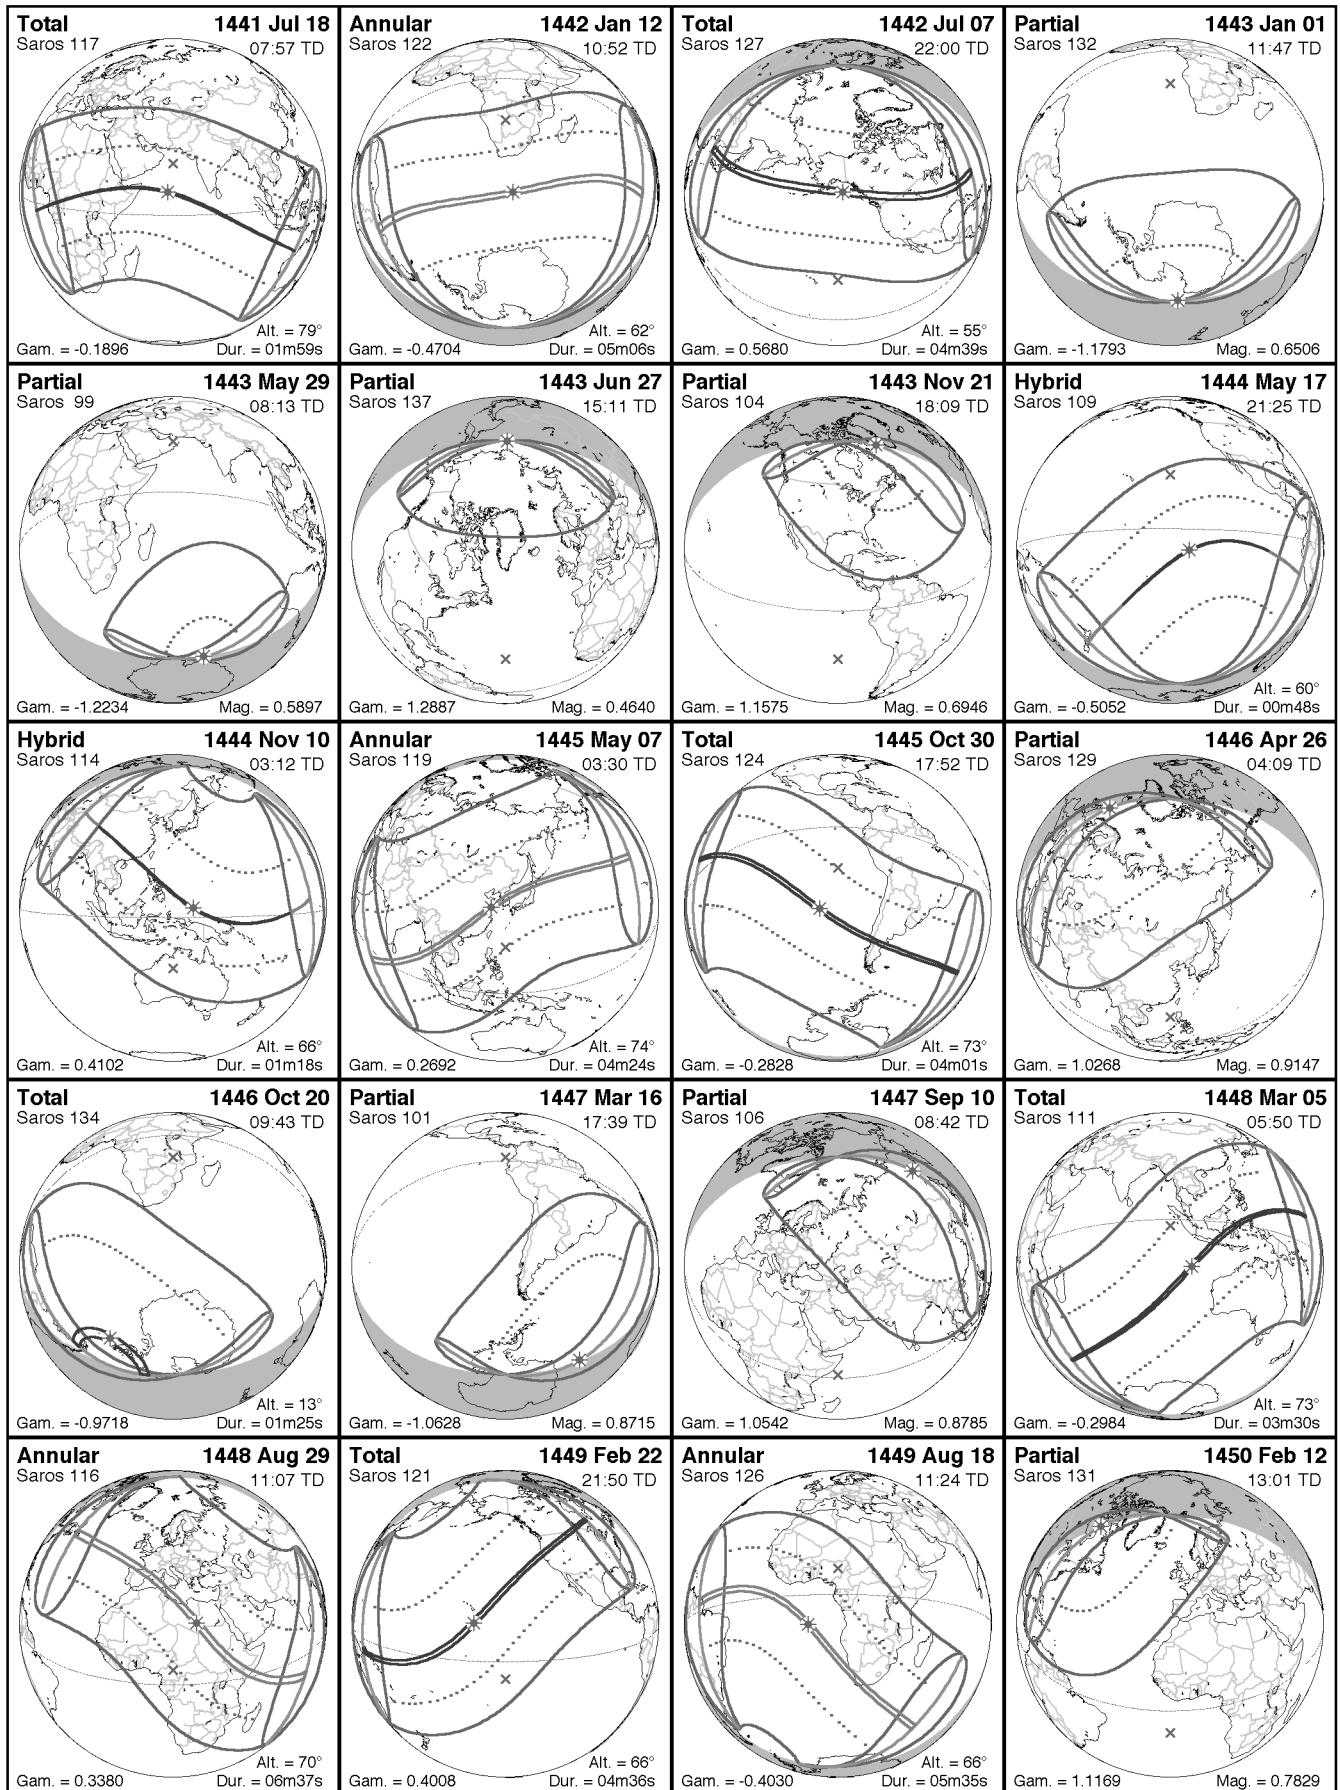 Total 1441 Jul 18
Saros 117 07:57 TD
Alt. = 79°
Gam. = -0.1896 Dur. = 01m59s
Annular 1442 Jan 12
Saros 122 10:52 TD
Alt. = 62°
Gam. = -0.4704 Dur. = 05m06s
Total 1442 Jul 07
Saros 127 22:00 TD
Alt. = 55°
Gam. = 0.5680 Dur. = 04m39s
Partial 1443 Jan 01
Saros 132 11:47 TD
Gam. = -1.1793 Mag. = 0.6506
Partial 1443 May 29
Saros 99 08:13 TD
Gam. = -1.2234 Mag. = 0.5897
Partial 1443 Jun 27
Saros 137 15:11 TD
Gam. = 1.2887 Mag. = 0.4640
Partial 1443 Nov 21
Saros 104 18:09 TD
Gam. = 1.1575 Mag. = 0.6946
Hybrid 1444 May 17
Saros 109 21:25 TD
Alt. = 60°
Gam. = -0.5052 Dur. = 00m48s
Hybrid 1444 Nov 10
Saros 114 03:12 TD
Alt. = 66°
Gam. = 0.4102 Dur. = 01m18s
Annular 1445 May 07
Saros 119 03:30 TD
Alt. = 74°
Gam. = 0.2692 Dur. = 04m24s
Total 1445 Oct 30
Saros 124 17:52 TD
Alt. = 73°
Gam. = -0.2828 Dur. = 04m01s
Partial 1446 Apr 26
Saros 129 04:09 TD
Gam. = 1.0268 Mag. = 0.9147
Total 1446 Oct 20
Saros 134 09:43 TD
Alt. = 13°
Gam. = -0.9718 Dur. = 01m25s
Partial 1447 Mar 16
Saros 101 17:39 TD
Gam. = -1.0628 Mag. = 0.8715
Partial 1447 Sep 10
Saros 106 08:42 TD
Gam. = 1.0542 Mag. = 0.8785
Total 1448 Mar 05
Saros 111 05:50 TD
Alt. = 73°
Gam. = -0.2984 Dur. = 03m30s
Annular 1448 Aug 29
Saros 116 11:07 TD
Alt. = 70°
Gam. = 0.3380 Dur. = 06m37s
Total 1449 Feb 22
Saros 121 21:50 TD
Alt. = 66°
Gam. = 0.4008 Dur. = 04m36s
Annular 1449 Aug 18
Saros 126 11:24 TD
Alt. = 66°
Gam. = -0.4030 Dur. = 05m35s
Partial 1450 Feb 12
Saros 131 13:01 TD
Gam. = 1.1169 Mag. = 0.7829